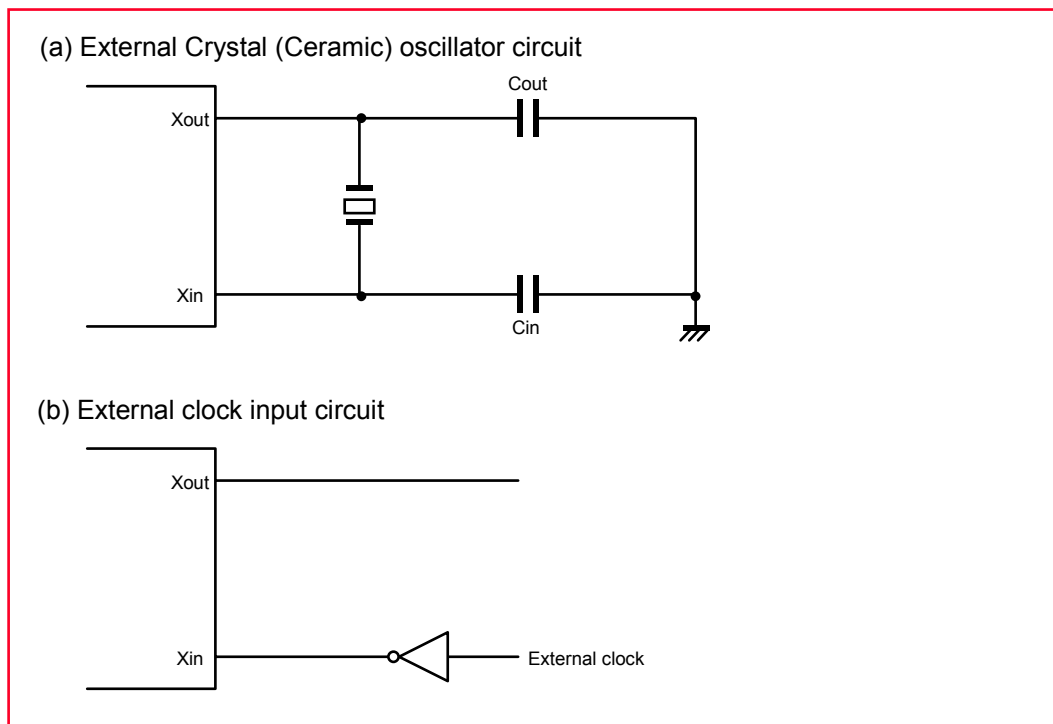 (a) External Crystal (Ceramic) oscillator circuit
Cout
Xout
Xin
Cin
(b) External clock input circuit
Xout
Xin
External clock